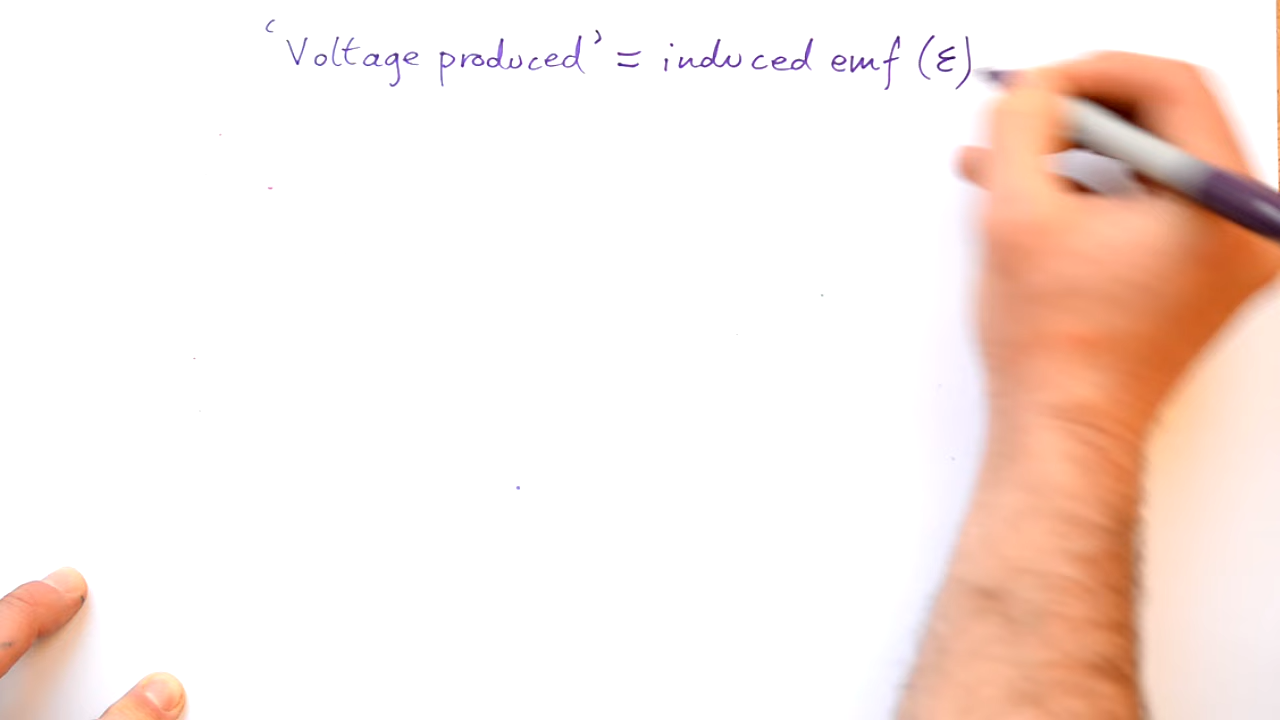 ‘Voltage produced’ = induced emf (ε)